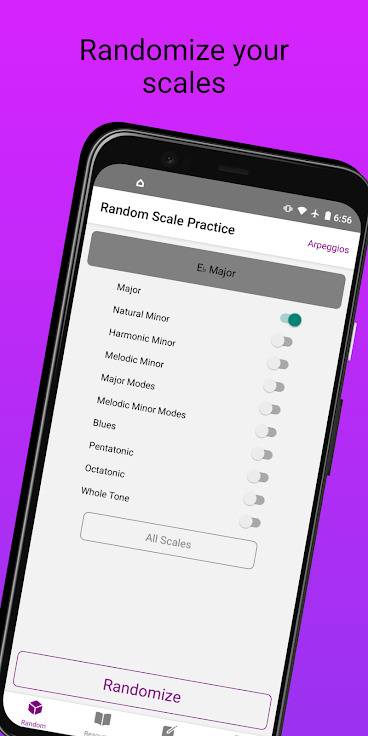 Randomize your
scales
6:56
Random Scale Practice
Arpeggios
E♭ Major
Major
Natural Minor
Harmonic Minor
Melodic Minor
Major Modes
Melodic Minor Modes
Blues
Pentatonic
Octatonic
Whole Tone
All Scales
Randomize
Random